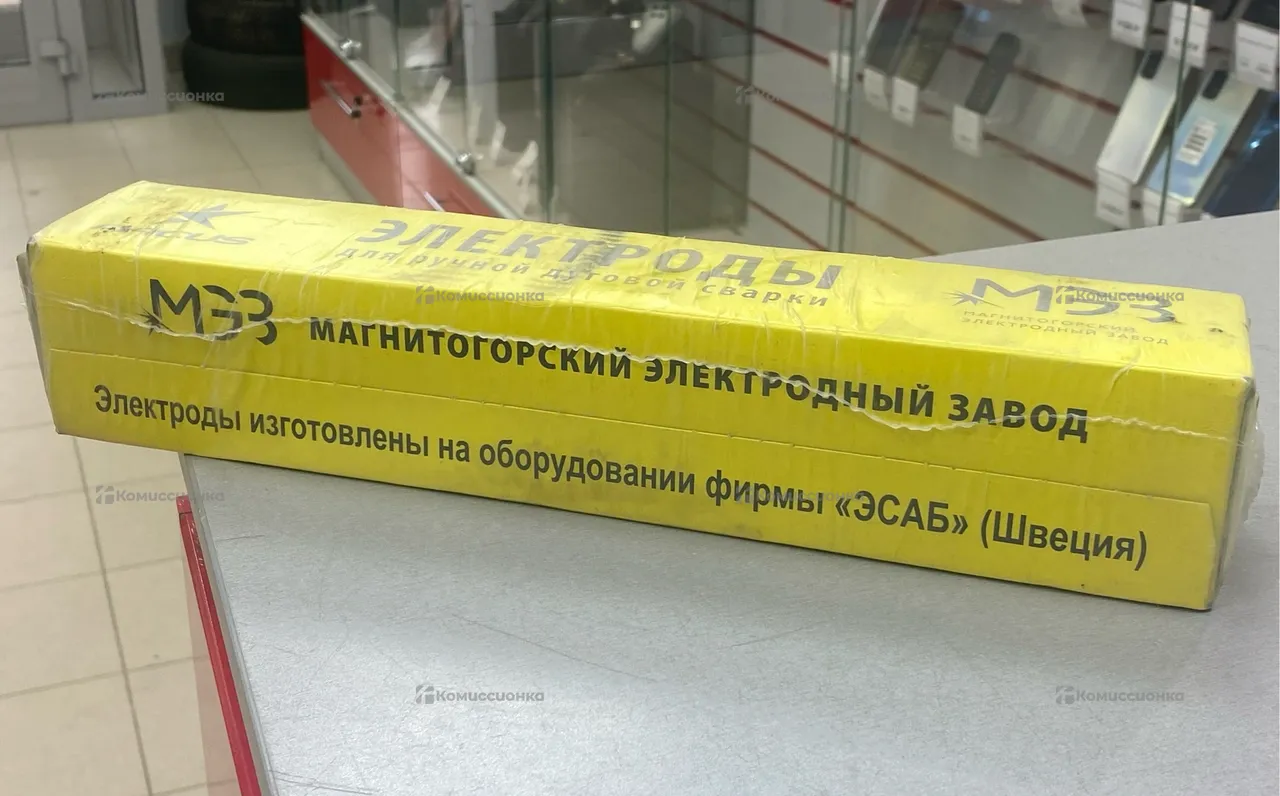 ЭЛЕКТРОДЫ
для ручной дуговой сварки
МЭЗ
МАГНИТОГОРСКИЙ
ЭЛЕКТРОДНЫЙ ЗАВОД
МЭЗ МАГНИТОГОРСКИЙ ЭЛЕКТРОДНЫЙ ЗАВОД
Электроды изготовлены на оборудовании фирмы «ЭСАБ» (Швеция)
Комиссионка
Комиссионка
Комиссионка
Комиссионка
Комиссионка
Комиссионка
Комиссионка
Комиссионка